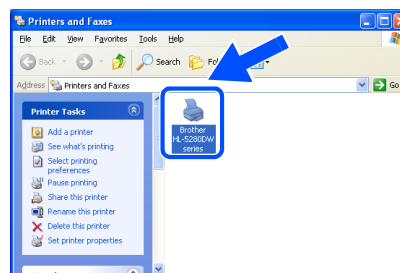 Printers and Faxes
File Edit View Favorites Tools Help
Back Search
Address Printers and Faxes Go
Printer Tasks
Add a printer
See what's printing
Select printing
preferences
Pause printing
Share this printer
Rename this printer
Delete this printer
Set printer properties
Brother
HL-5280DW
series